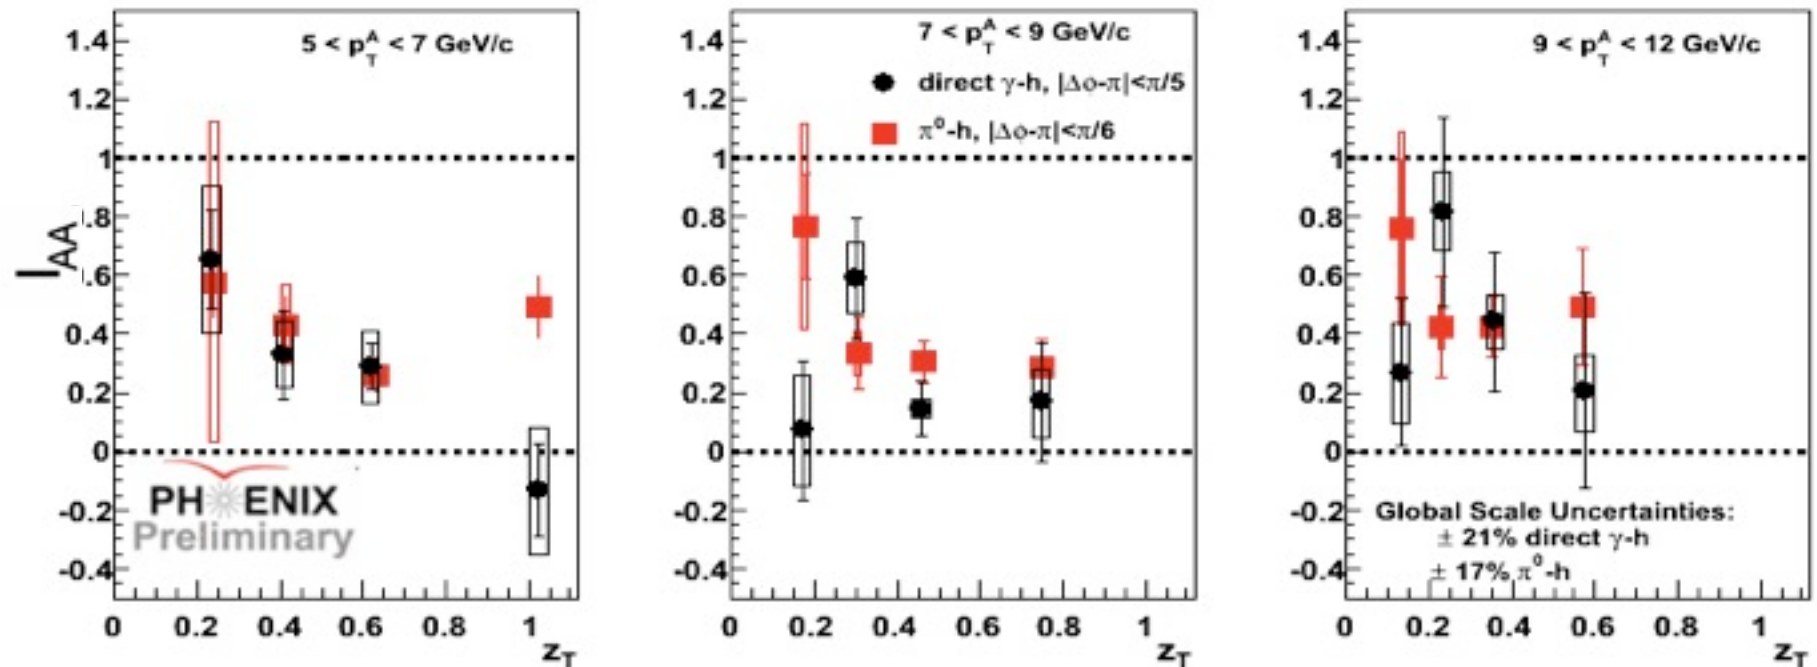 5 < p_T^A < 7 GeV/c
1.4
1.2
1
.8
0.6
0.4
0.2
0
-0.2
-0.4
I_AA
PHENIX
Preliminary
0 0.2 0.4 0.6 0.8 1
z_T
7 < p_T^A < 9 GeV/c
direct γ-h, |Δϕ-π|<π/5
π⁰-h, |Δϕ-π|<π/6
1.4
1.2
1
0.8
0.6
0.4
0.2
0
-0.2
-0.4
0 0.2 0.4 0.6 0.8 1
z_T
9 < p_T^A < 12 GeV/c
1.4
1.2
1
0.8
0.6
0.4
0.2
0
-0.2
-0.4
Global Scale Uncertainties:
± 21% direct γ-h
± 17% π⁰-h
0 0.2 0.4 0.6 0.8 1
z_T